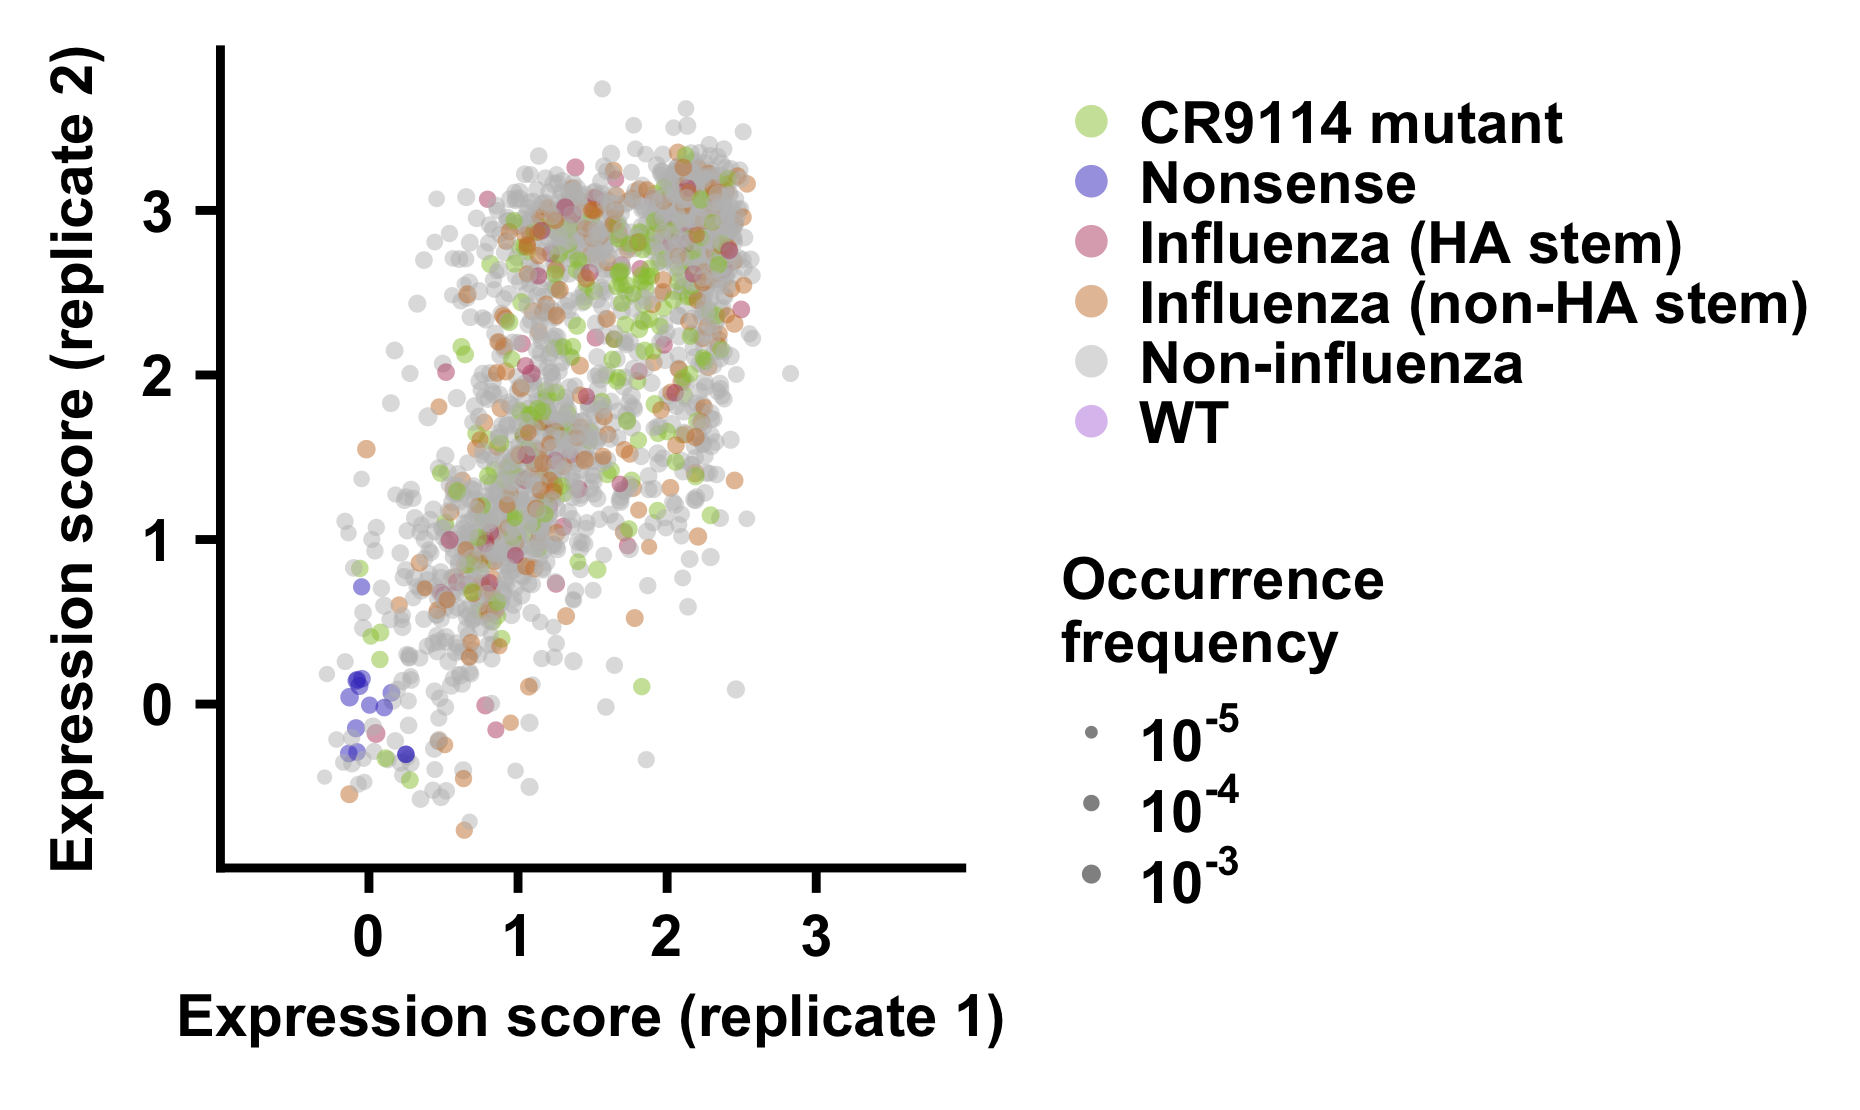 Expression score (replicate 2)
3
2
1
0
0 1 2 3
Expression score (replicate 1)
CR9114 mutant
Nonsense
Influenza (HA stem)
Influenza (non-HA stem)
Non-influenza
WT
Occurrence
frequency
10⁻⁵
10⁻⁴
10⁻³